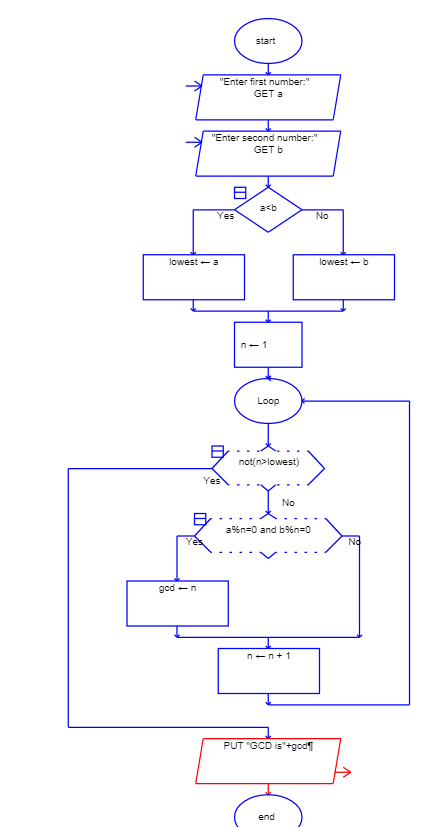 start
"Enter first number:"
GET a
"Enter second number:"
GET b
a<b
Yes
No
lowest ← a
lowest ← b
n ← 1
Loop
not(n>lowest)
Yes
No
a%n=0 and b%n=0
Yes
No
gcd ← n
n ← n + 1
PUT "GCD is"+gcd¶
end